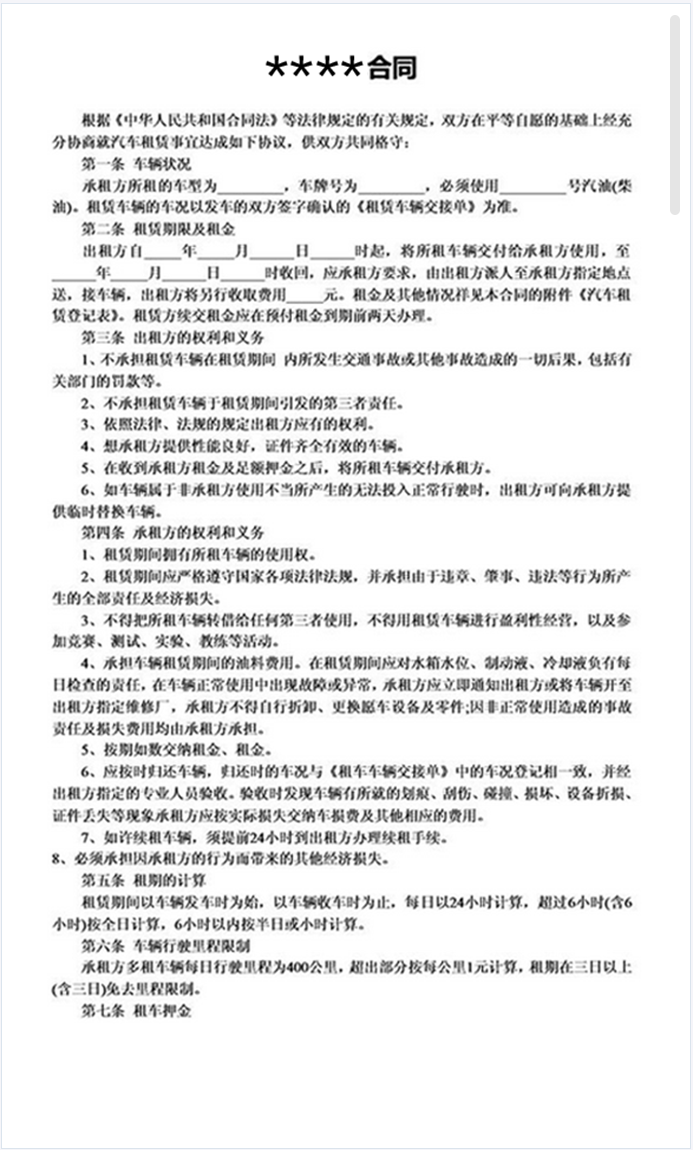 ****合同
根据《中华人民共和国合同法》等法律规定的有关规定，双方在平等自愿的基础上经充
分协商就汽车租赁事宜达成如下协议，供双方共同格守：
第一条 车辆状况
承租方所租的车型为_________，车牌号为_________，必须使用_________号汽油(柴
油)。租赁车辆的车况以发车的双方签字确认的《租赁车辆交接单》为准。
第二条 租赁期限及租金
出租方自_____年_____月______日______时起，将所租车辆交付给承租方使用，至
______年_____月______日______时收回，应承租方要求，由出租方派人至承租方指定地点
送，接车辆，出租方将另行收取费用_____元。租金及其他情况祥见本合同的附件《汽车租
赁登记表》。租赁方续交租金应在预付租金到期前两天办理。
第三条 出租方的权利和义务
1、不承担租赁车辆在租赁期间 内所发生交通事故或其他事故造成的一切后果，包括有
关部门的罚款等。
2、不承担租赁车辆于租赁期间引发的第三者责任。
3、依照法律、法规的规定出租方应有的权利。
4、想承租方提供性能良好，证件齐全有效的车辆。
5、在收到承租方租金及足额押金之后，将所租车辆交付承租方。
6、如车辆属于非承租方使用不当所产生的无法投入正常行驶时，出租方可向承租方提
供临时替换车辆。
第四条 承租方的权利和义务
1、租赁期间拥有所租车辆的使用权。
2、租赁期间应严格遵守国家各项法律法规，并承担由于违章、肇事、违法等行为所产
生的全部责任及经济损失。
3、不得把所租车辆转借给任何第三者使用，不得用租赁车辆进行盈利性经营，以及参
加竞赛、测试、实验、教练等活动。
4、承担车辆租赁期间的油料费用。在租赁期间应对水箱水位、制动液、冷却液负有每
日检查的责任，在车辆正常使用中出现故障或异常，承租方应立即通知出租方或将车辆开至
出租方指定维修厂，承租方不得自行折卸、更换愿车设备及零件;因非正常使用造成的事故
责任及损失费用均由承租方承担。
5、按期如数交纳租金、租金。
6、应按时归还车辆，归还时的车况与《租车车辆交接单》中的车况登记相一致，并经
出租方指定的专业人员验收。验收时发现车辆有所就的划痕、刮伤、碰撞、损坏、设备折损、
证件丢失等现象承租方应按实际损失交纳车损费及其他相应的费用。
7、如许续租车辆，须提前24小时到出租方办理续租手续。
8、必须承担因承租方的行为而带来的其他经济损失。
第五条 租期的计算
租赁期间以车辆发车时为始，以车辆收车时为止，每日以24小时计算，超过6小时(含6
小时)按全日计算，6小时以内按半日或小时计算。
第六条 车辆行驶里程限制
承租方多租车辆每日行驶里程为400公里，超出部分按每公里1元计算，租期在三日以上
(含三日)免去里程限制。
第七条 租车押金